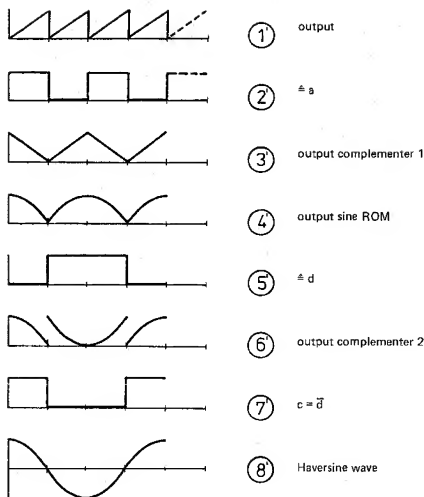 1' output
2' ≙ a
3' output complementer 1
4' output sine ROM
5' ≙ d
6' output complementer 2
7' c = d̄
8' Haversine wave